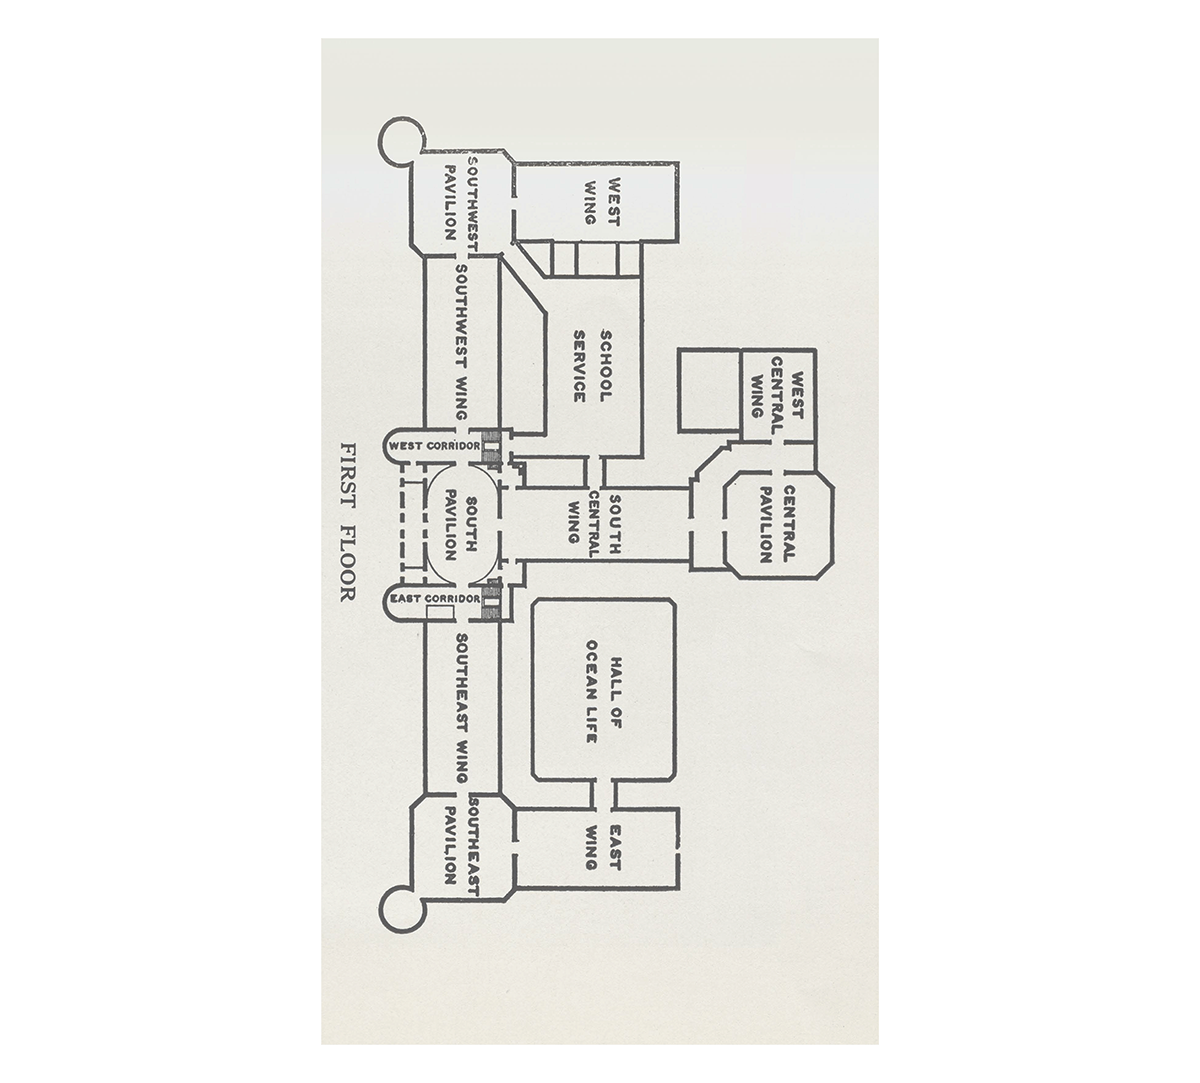 WEST
CENTRAL
WING
CENTRAL
PAVILION
WEST
WING
SCHOOL
SERVICE
SOUTH
CENTRAL
WING
HALL OF
OCEAN LIFE
EAST
WING
SOUTHWEST
PAVILION
SOUTHWEST WING
WEST CORRIDOR
SOUTH
PAVILION
EAST CORRIDOR
SOUTHEAST WING
SOUTHEAST
PAVILION
FIRST FLOOR